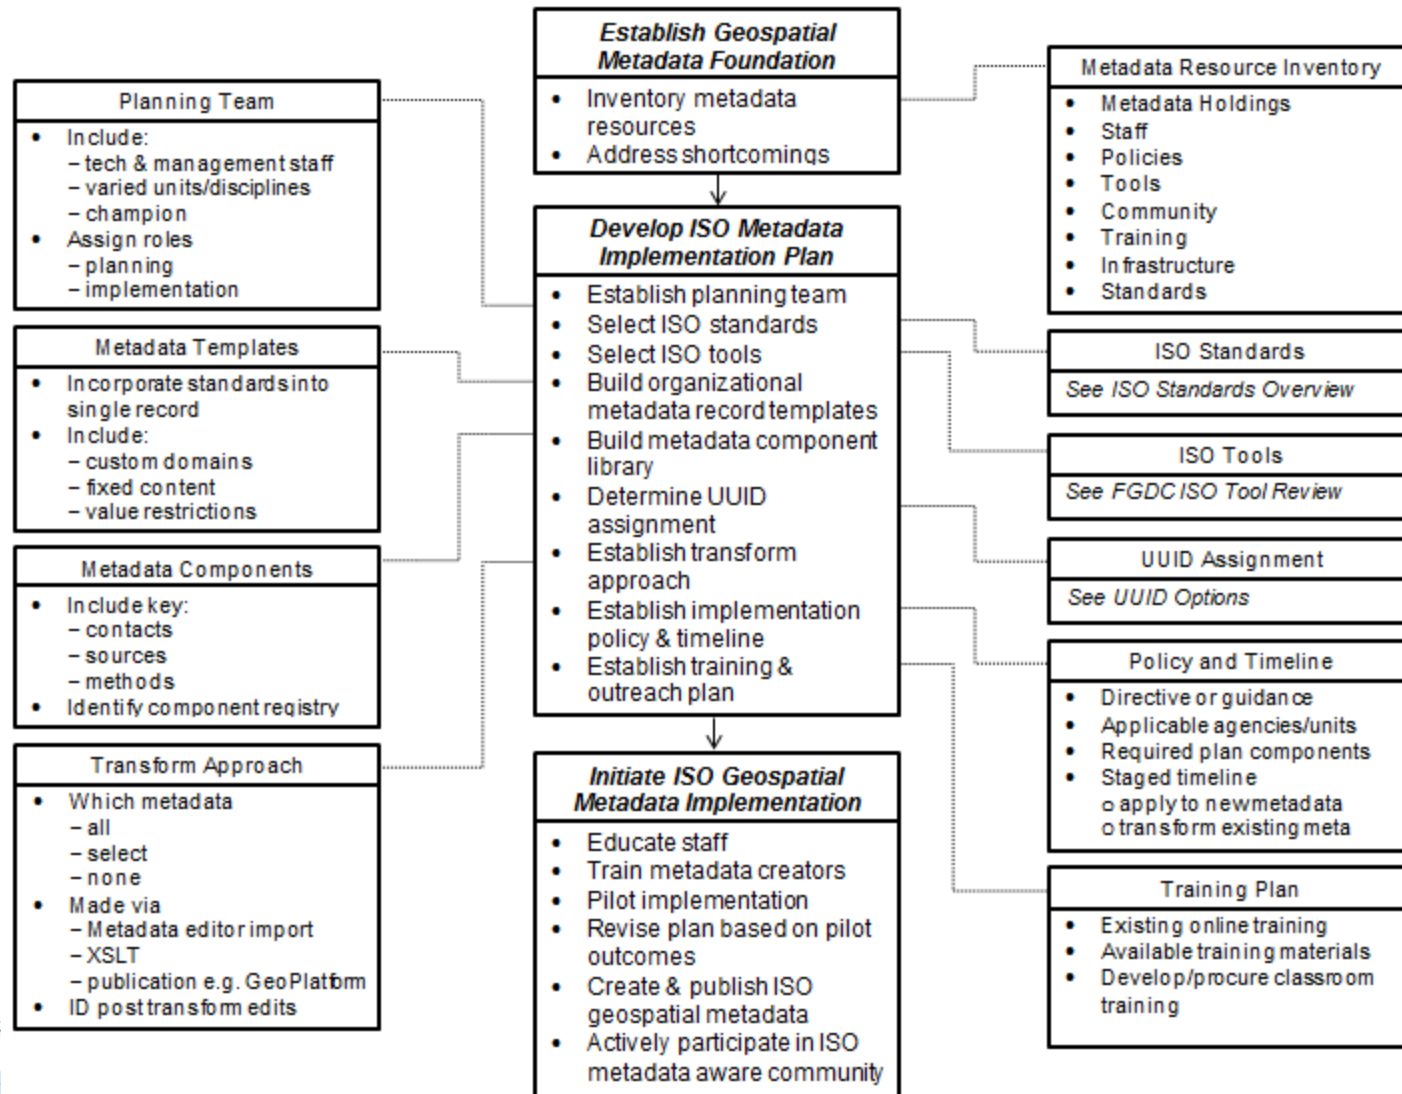 Establish Geospatial
Metadata Foundation
• Inventory metadata
resources
• Address shortcomings
Planning Team
• Include:
– tech & management staff
– varied units/disciplines
– champion
• Assign roles
– planning
– implementation
Metadata Resource Inventory
• Metadata Holdings
• Staff
• Policies
• Tools
• Community
• Training
• Infrastructure
• Standards
Develop ISO Metadata
Implementation Plan
• Establish planning team
• Select ISO standards
• Select ISO tools
• Build organizational
metadata record templates
• Build metadata component
library
• Determine UUID
assignment
• Establish transform
approach
• Establish implementation
policy & timeline
• Establish training &
outreach plan
Metadata Templates
• Incorporate standards into
single record
• Include:
– custom domains
– fixed content
– value restrictions
ISO Standards
See ISO Standards Overview
ISO Tools
See FGDC ISO Tool Review
Metadata Components
• Include key:
– contacts
– sources
– methods
• Identify component registry
UUID Assignment
See UUID Options
Policy and Timeline
• Directive or guidance
• Applicable agencies/units
• Required plan components
• Staged timeline
o apply to new metadata
o transform existing meta
Transform Approach
• Which metadata
– all
– select
– none
• Made via
– Metadata editor import
– XSLT
– publication e.g. GeoPlatform
• ID post transform edits
Initiate ISO Geospatial
Metadata Implementation
• Educate staff
• Train metadata creators
• Pilot implementation
• Revise plan based on pilot
outcomes
• Create & publish ISO
geospatial metadata
• Actively participate in ISO
metadata aware community
Training Plan
• Existing online training
• Available training materials
• Develop/procure classroom
training